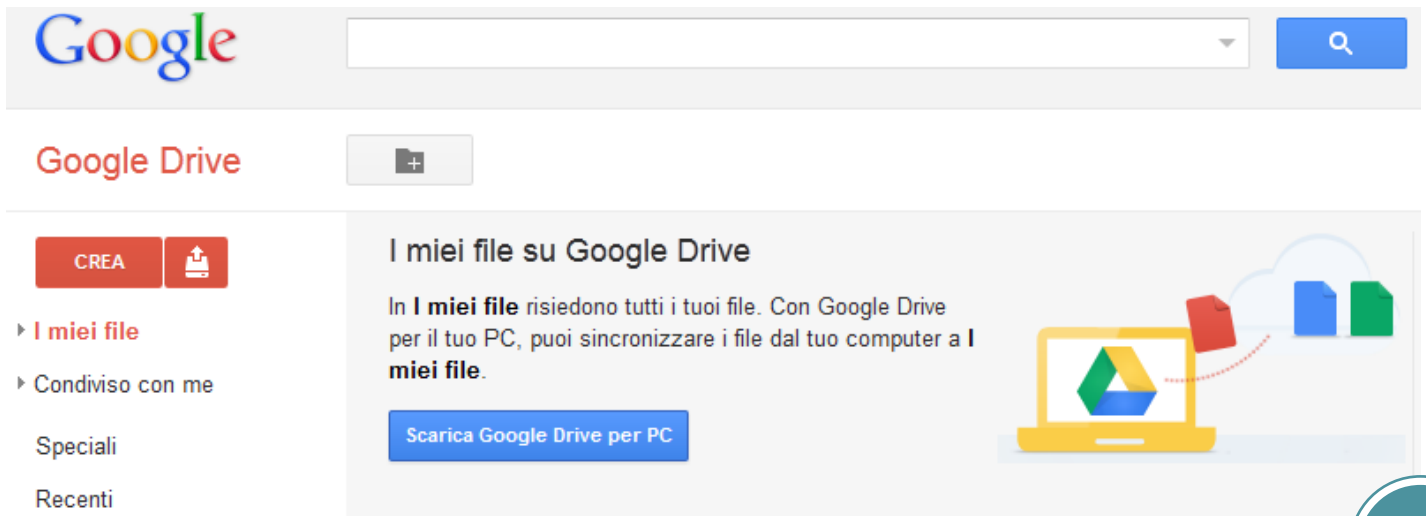 Google
Google Drive
CREA
I miei file
Condiviso con me
Speciali
Recenti
I miei file su Google Drive
In I miei file risiedono tutti i tuoi file. Con Google Drive
per il tuo PC, puoi sincronizzare i file dal tuo computer a I
miei file.
Scarica Google Drive per PC